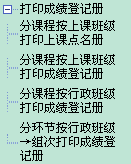 打印成绩登记册
分课程按上课班级
打印上课点名册
分课程按上课班级
打印成绩登记册
分课程按行政班级
打印成绩登记册
分环节按行政班级
→组次打印成绩登
记册